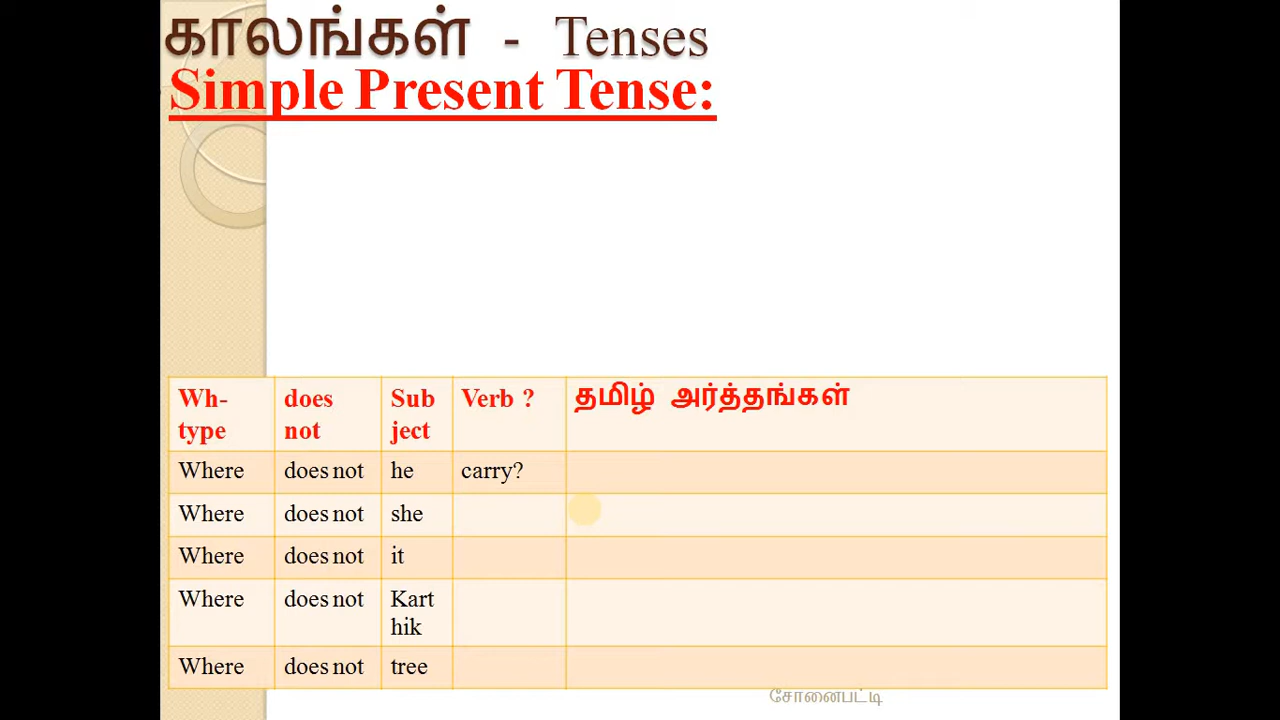 காலங்கள் - Tenses
Simple Present Tense:
Wh-
type
does
not
Sub
ject
Verb ?
தமிழ் அர்த்தங்கள்
Where does not he carry?
Where does not she
Where does not it
Where does not Kart
hik
Where does not tree
சோனைபட்டி